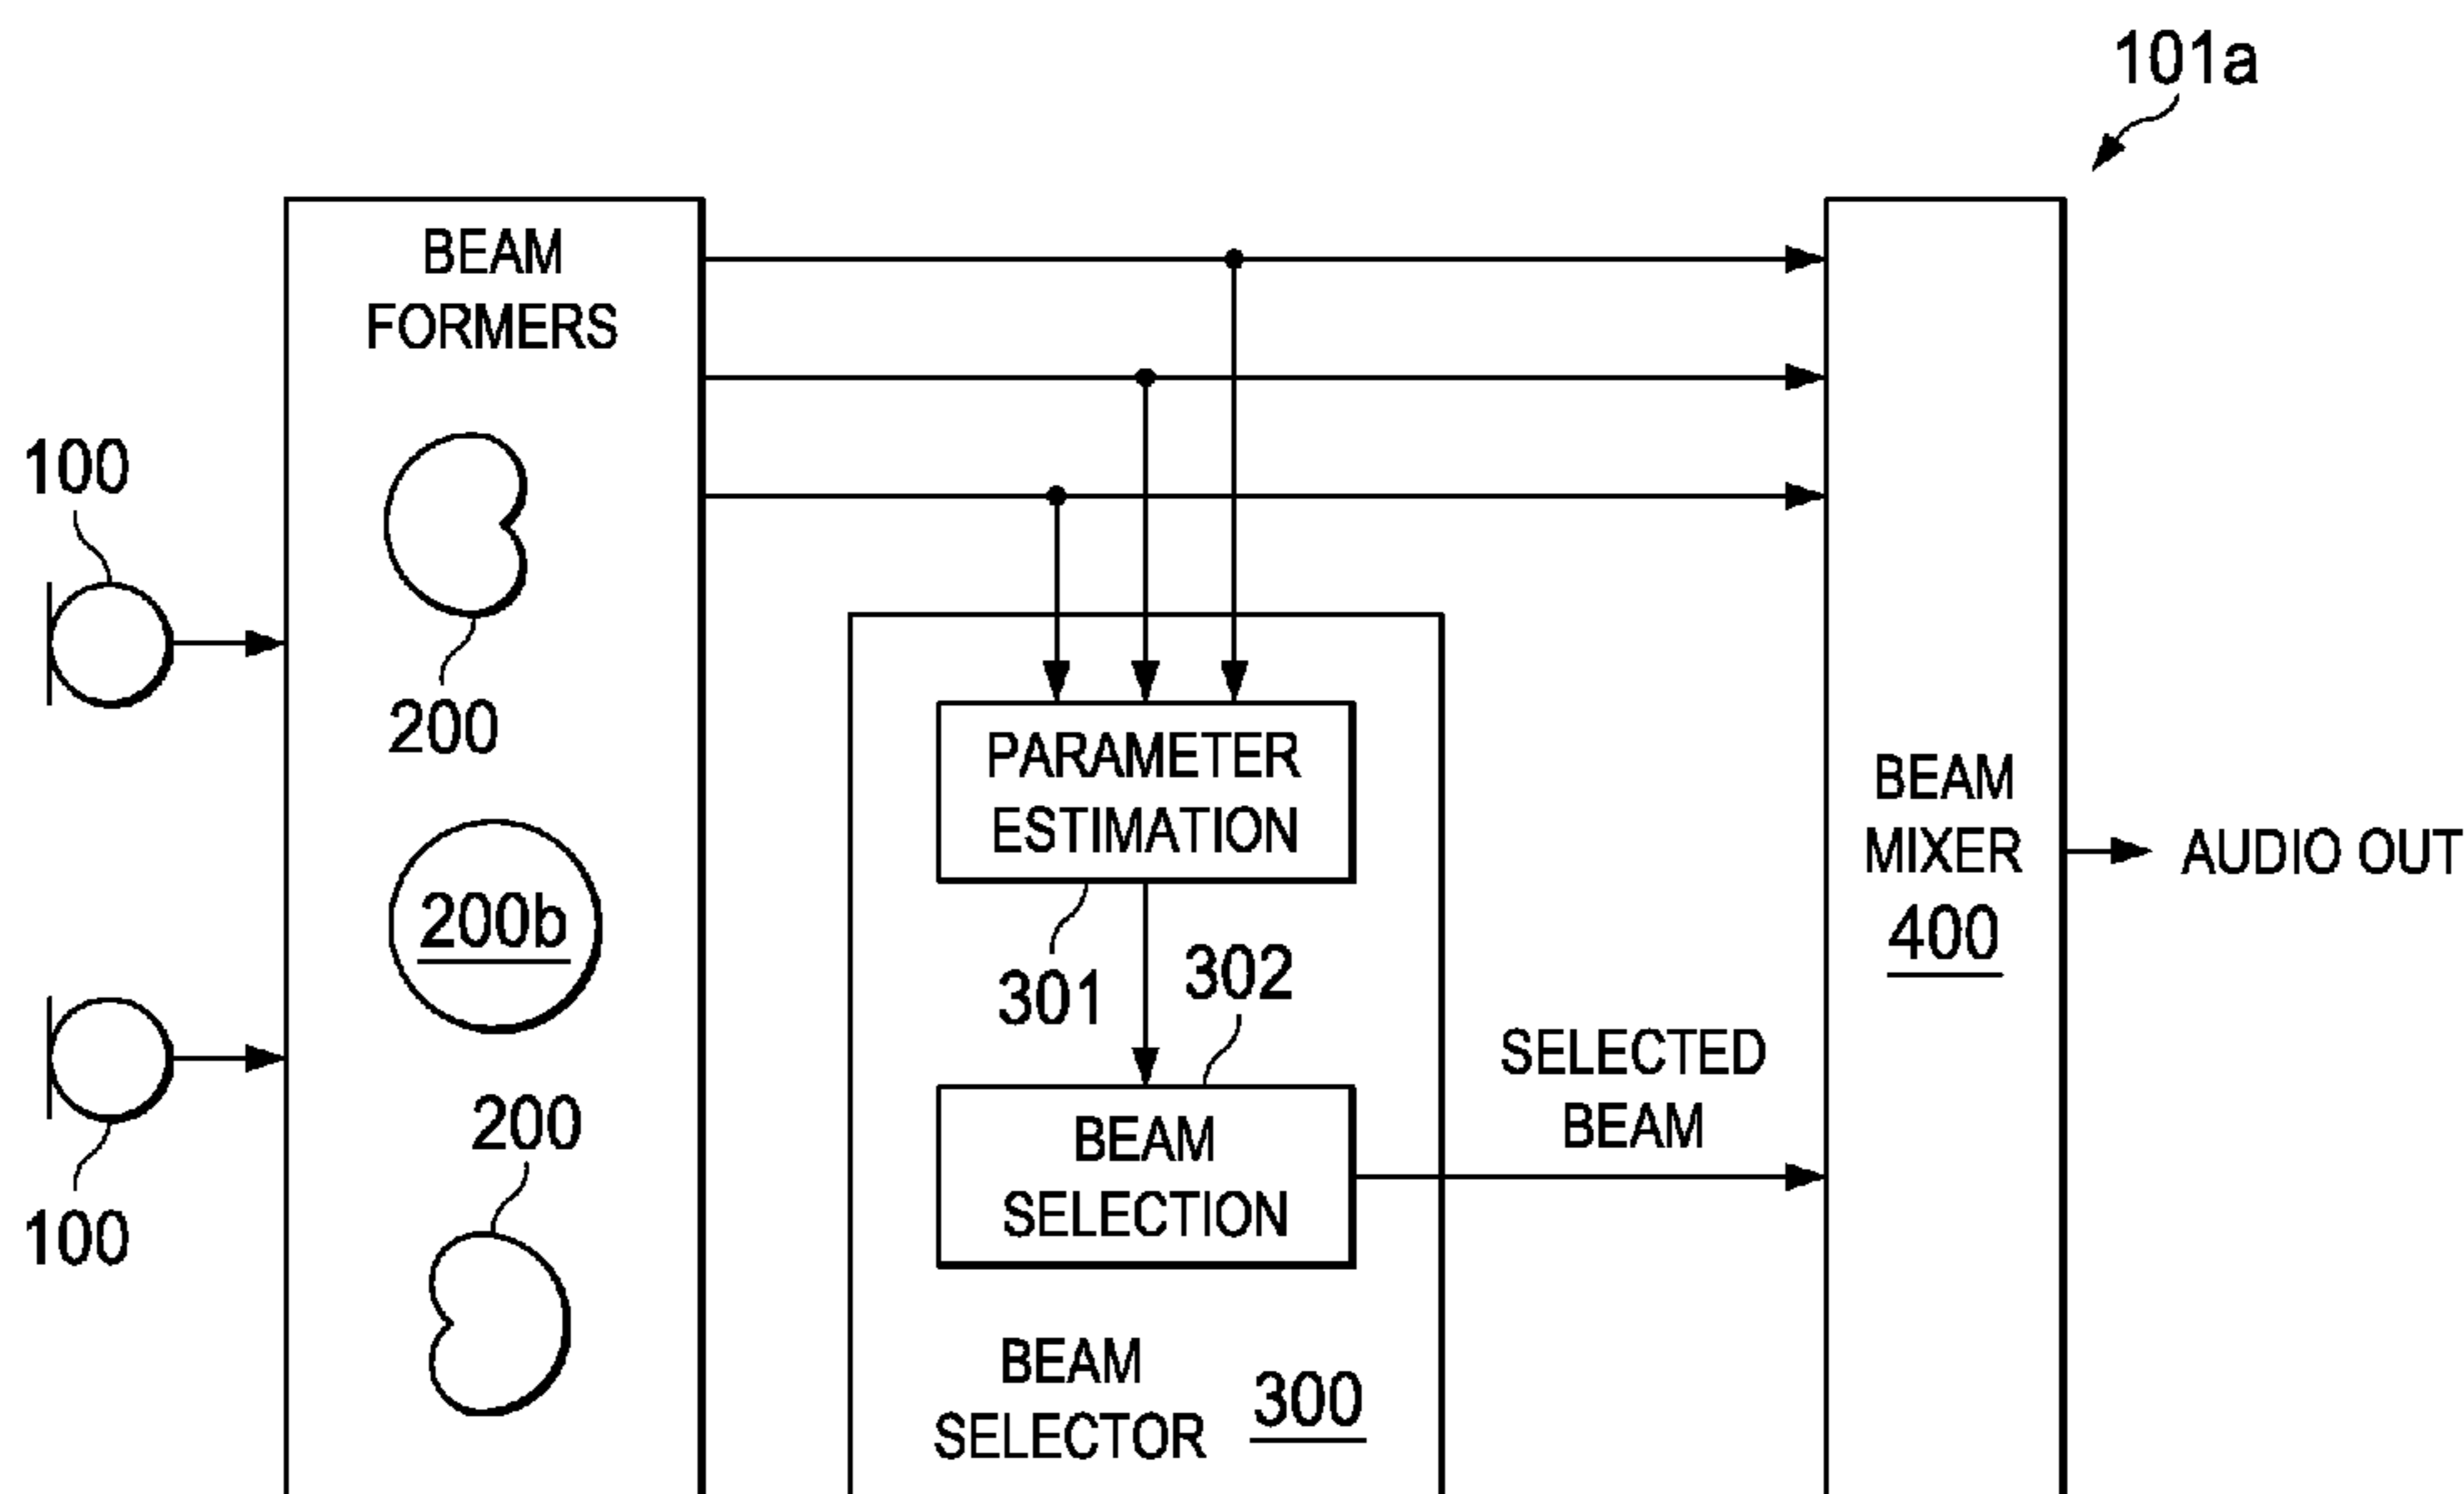 101a
BEAM
FORMERS
100
200
200b
200
100
PARAMETER
ESTIMATION
301
302
BEAM
SELECTION
BEAM
SELECTOR
300
SELECTED
BEAM
BEAM
MIXER
400
AUDIO OUT